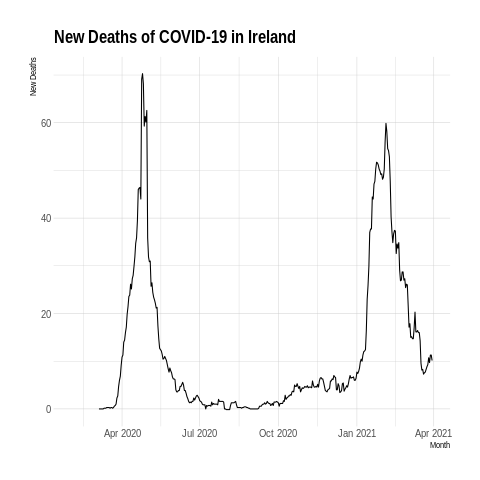 New Deaths of COVID-19 in Ireland
New Deaths
60
40
20
0
Apr 2020 Jul 2020 Oct 2020 Jan 2021 Apr 2021
Month